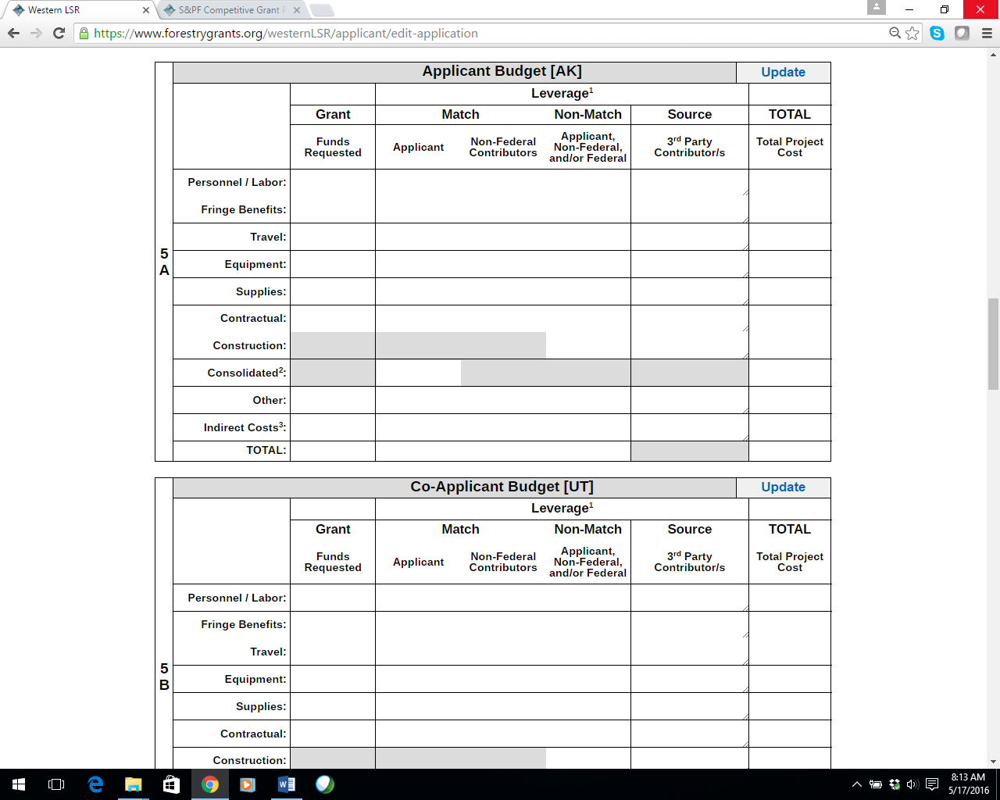 Western LSR
S&PF Competitive Grant
https://www.forestrygrants.org/westernLSR/applicant/edit-application
Applicant Budget [AK]
Update
Leverage1
Grant Match Non-Match Source TOTAL
Funds Requested
Applicant
Non-Federal Contributors
Applicant, Non-Federal, and/or Federal
3rd Party Contributor/s
Total Project Cost
Personnel / Labor:
Fringe Benefits:
Travel:
5 A
Equipment:
Supplies:
Contractual:
Construction:
Consolidated2:
Other:
Indirect Costs3:
TOTAL:
Co-Applicant Budget [UT]
Update
Leverage1
Grant Match Non-Match Source TOTAL
Funds Requested
Applicant
Non-Federal Contributors
Applicant, Non-Federal, and/or Federal
3rd Party Contributor/s
Total Project Cost
Personnel / Labor:
Fringe Benefits:
Travel:
5 B
Equipment:
Supplies:
Contractual:
Construction:
8:13 AM
5/17/2016